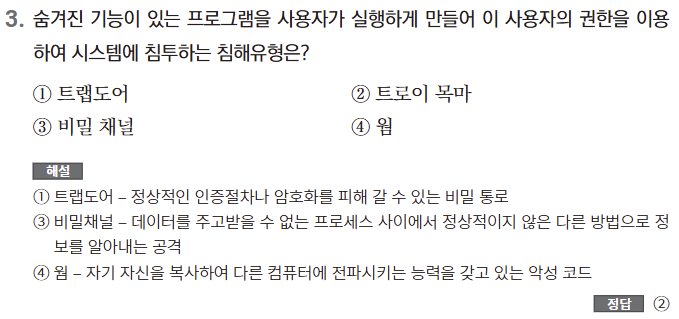 3. 숨겨진 기능이 있는 프로그램을 사용자가 실행하게 만들어 이 사용자의 권한을 이용
하여 시스템에 침투하는 침해유형은?
① 트랩도어 ② 트로이 목마
③ 비밀 채널 ④ 웜
해설
① 트랩도어 – 정상적인 인증절차나 암호화를 피해 갈 수 있는 비밀 통로
③ 비밀채널 – 데이터를 주고받을 수 없는 프로세스 사이에서 정상적이지 않은 다른 방법으로 정
보를 알아내는 공격
④ 웜 – 자기 자신을 복사하여 다른 컴퓨터에 전파시키는 능력을 갖고 있는 악성 코드
정답 ②